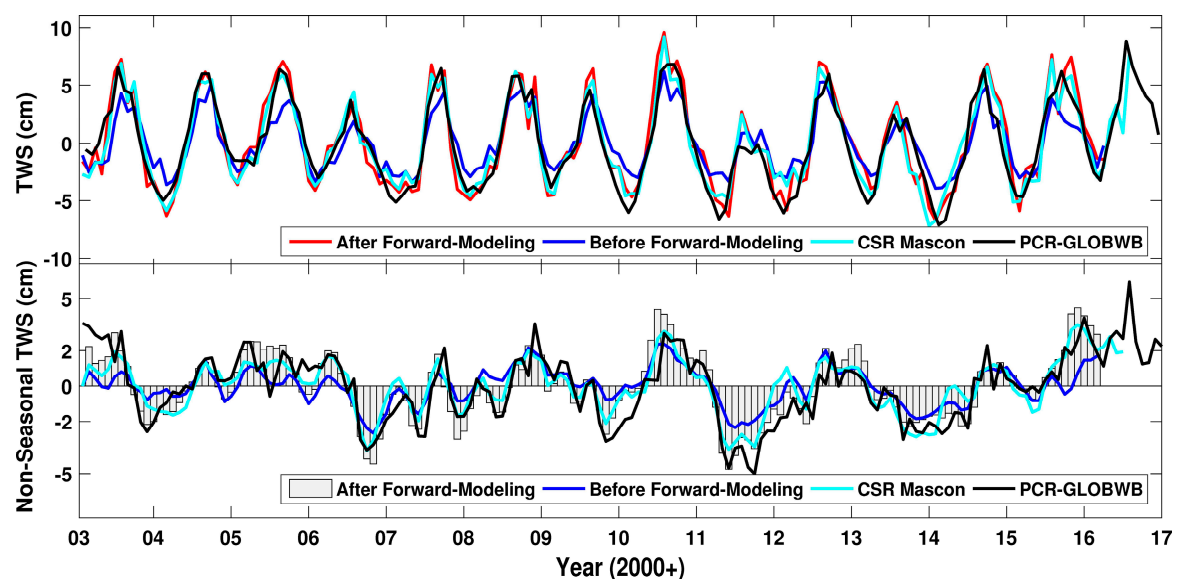 TWS (cm)
10
5
0
-5
-10
After Forward-Modeling Before Forward-Modeling CSR Mascon PCR-GLOBWB
Non-Seasonal TWS (cm)
5
2
0
-2
-5
After Forward-Modeling Before Forward-Modeling CSR Mascon PCR-GLOBWB
03 04 05 06 07 08 09 10 11 12 13 14 15 16 17
Year (2000+)